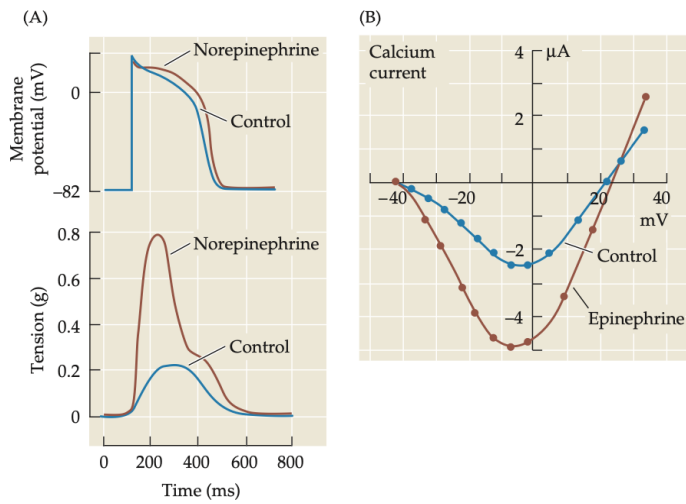 (A)
Norepinephrine
Membrane
potential (mV)
0
Control
−82
0.8
Norepinephrine
0.6
Tension (g)
0.4
Control
0.2
0
0 200 400 600 800
Time (ms)
(B)
Calcium
current
4
µA
2
−40 −20 20 40
mV
−2
Control
−4
Epinephrine